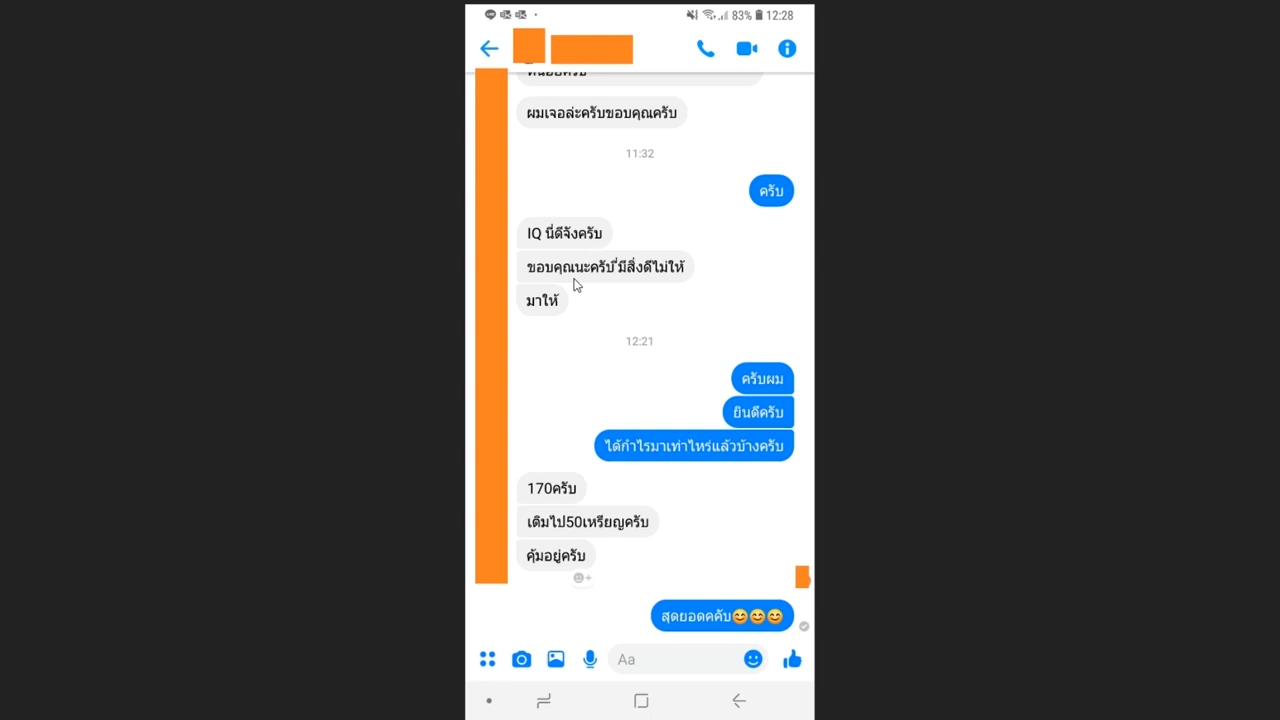 83% 12:28
ผมเจอล่ะครับขอบคุณครับ
11:32
ครับ
IQ นี่ดีจังครับ
ขอบคุณนะครับ ี่มีสิ่งดีไม่ให้
มาให้
12:21
ครับผม
ยินดีครับ
ได้กำไรมาเท่าไหร่แล้วบ้างครับ
170ครับ
เติมไป50เหรียญครับ
คุ้มอยู่ครับ
สุดยอดคคับ😊😊😊
Aa